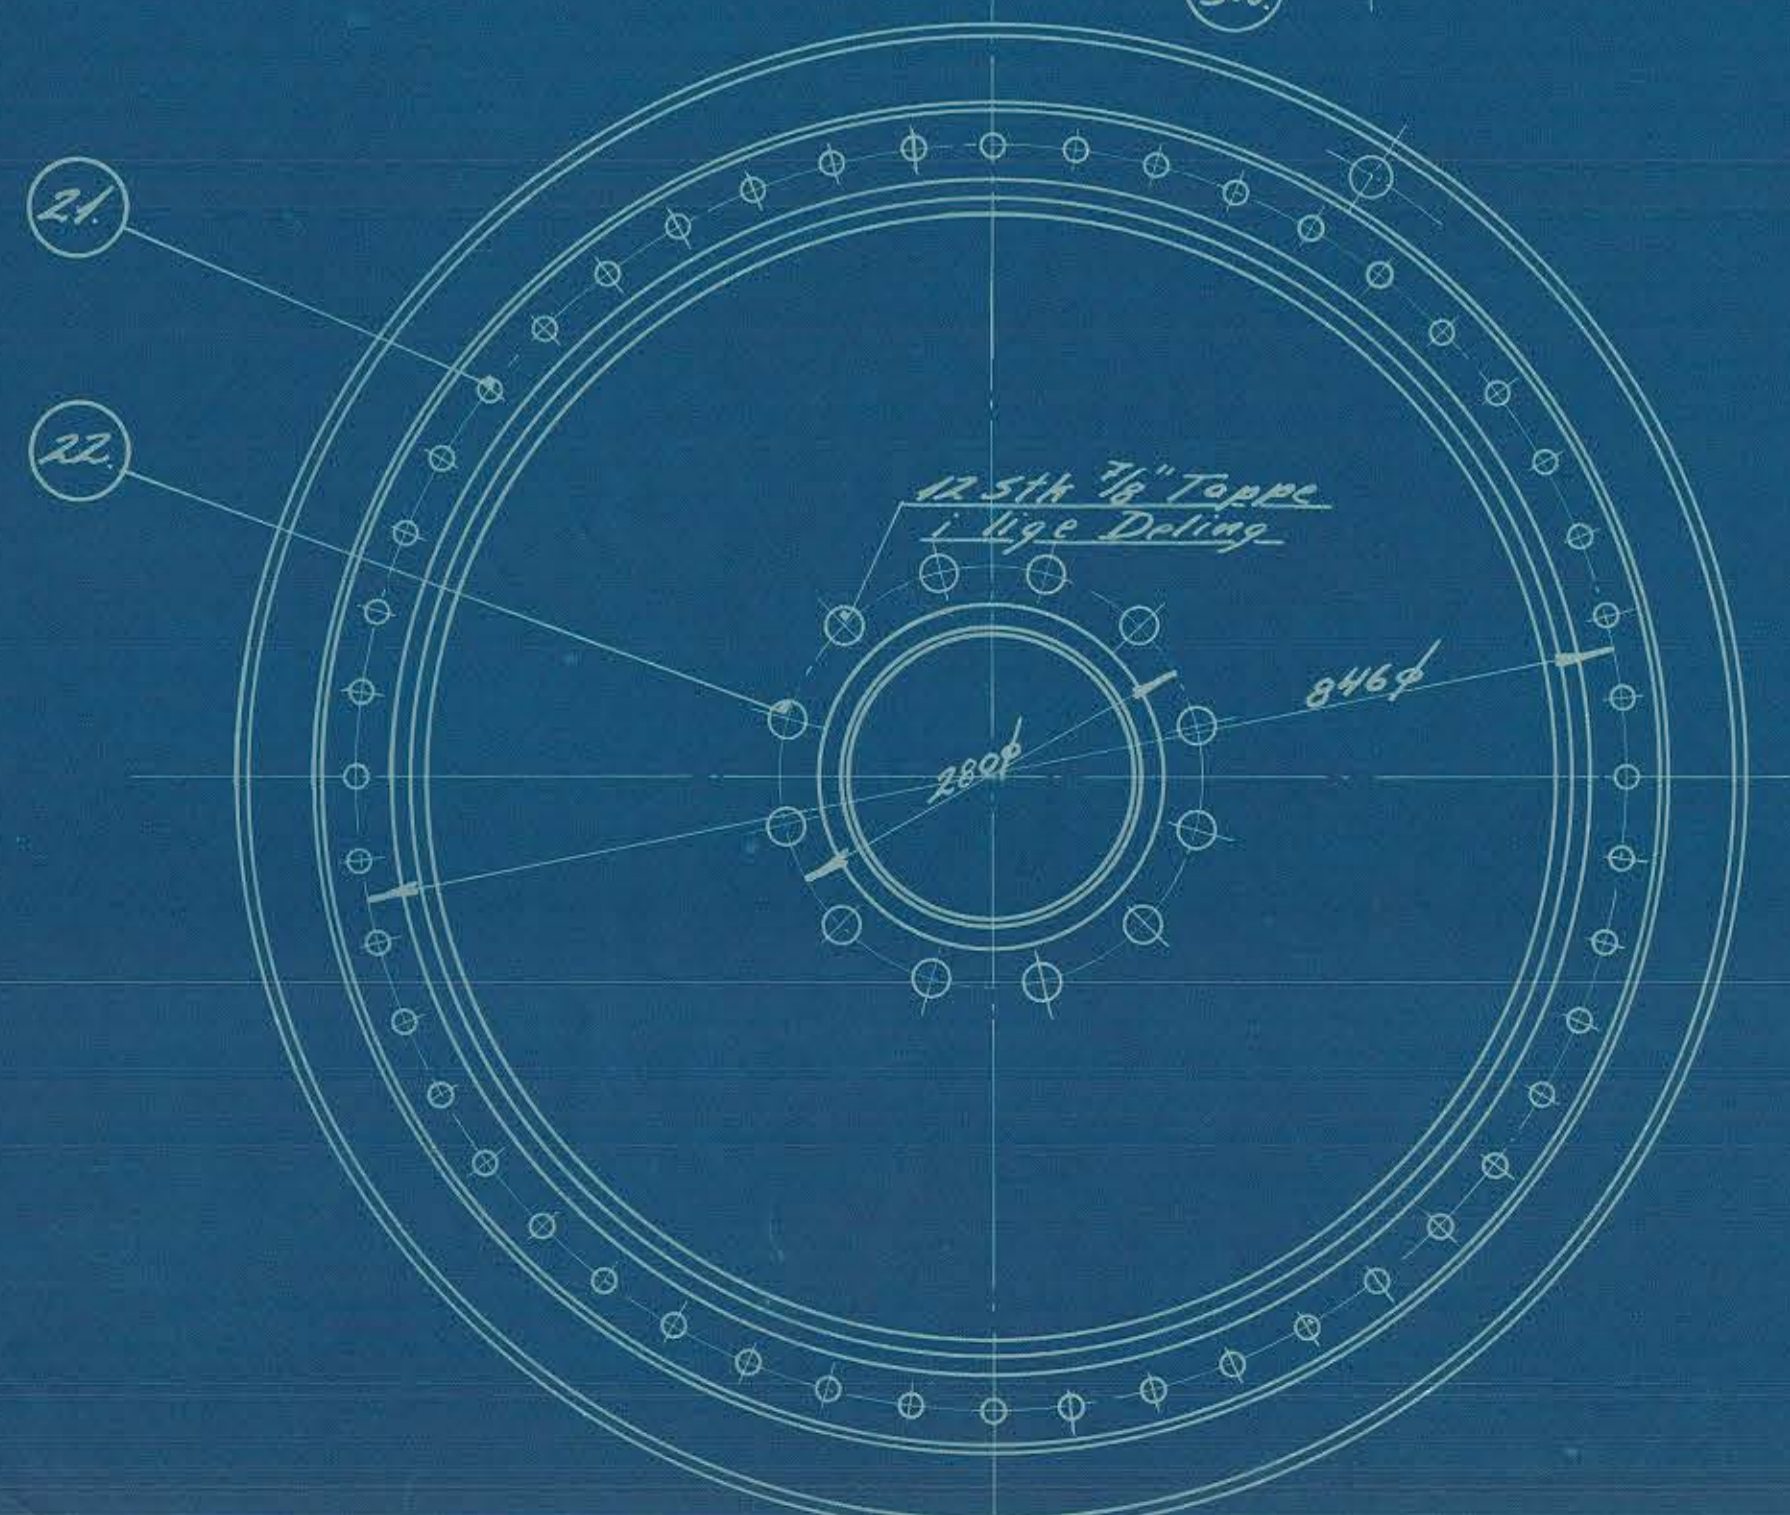 21.
22.
12 Stk 7/8" Tappe
i lige Deling
846ϕ
280ϕ